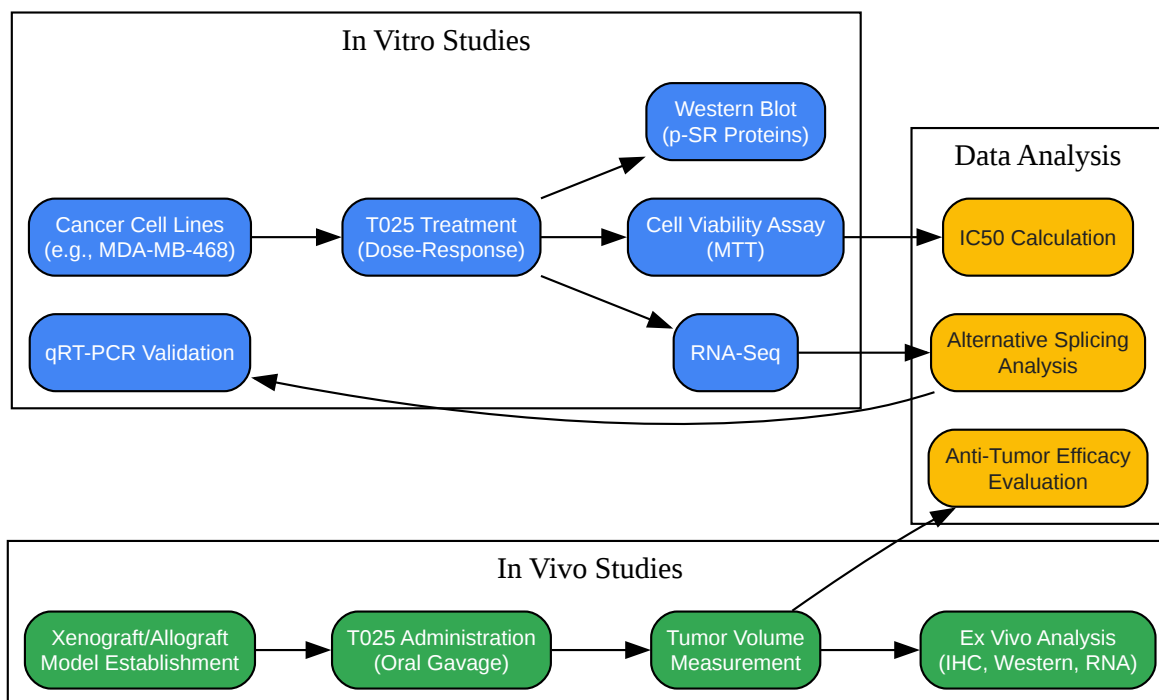 In Vitro Studies
Western Blot
(p-SR Proteins)
Cancer Cell Lines
(e.g., MDA-MB-468)
T025 Treatment
(Dose-Response)
Cell Viability Assay
(MTT)
qRT-PCR Validation
RNA-Seq
Data Analysis
IC50 Calculation
Alternative Splicing
Analysis
Anti-Tumor Efficacy
Evaluation
In Vivo Studies
Xenograft/Allograft
Model Establishment
T025 Administration
(Oral Gavage)
Tumor Volume
Measurement
Ex Vivo Analysis
(IHC, Western, RNA)